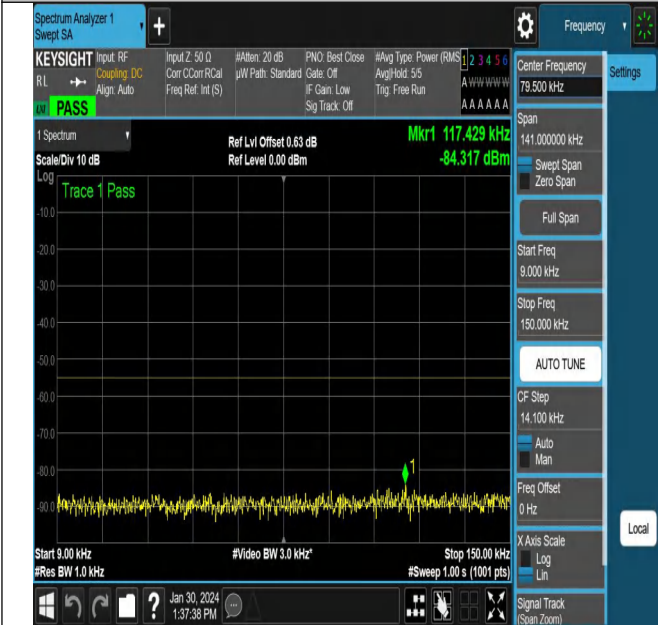 Spectrum Analyzer 1
Swept SA
+
Frequency
KEYSIGHT
RL
PASS
Input: RF
Coupling: DC
Align: Auto
Input Z: 50 Ω
Corr CCorr RCal
Freq Ref: Int (S)
#Atten: 20 dB
µW Path: Standard
PNO: Best Close
Gate: Off
IF Gain: Low
Sig Track: Off
#Avg Type: Power (RMS
Avg|Hold: 5/5
Trig: Free Run
1 2 3 4 5 6
A W W W W W
A A A A A A
1 Spectrum
Scale/Div 10 dB
Ref Lvl Offset 0.63 dB
Ref Level 0.00 dBm
Mkr1 117.429 kHz
-84.317 dBm
Log
Trace 1 Pass
-10.0
-20.0
-30.0
-40.0
-50.0
-60.0
-70.0
-80.0
-90.0
1
Start 9.00 kHz
#Res BW 1.0 kHz
#Video BW 3.0 kHz*
Stop 150.00 kHz
#Sweep 1.00 s (1001 pts)
?
Jan 30, 2024
1:37:38 PM
Center Frequency
79.500 kHz
Span
141.000000 kHz
Swept Span
Zero Span
Full Span
Start Freq
9.000 kHz
Stop Freq
150.000 kHz
AUTO TUNE
CF Step
14.100 kHz
Auto
Man
Freq Offset
0 Hz
X Axis Scale
Log
Lin
Signal Track
(Span Zoom)
Settings
Local